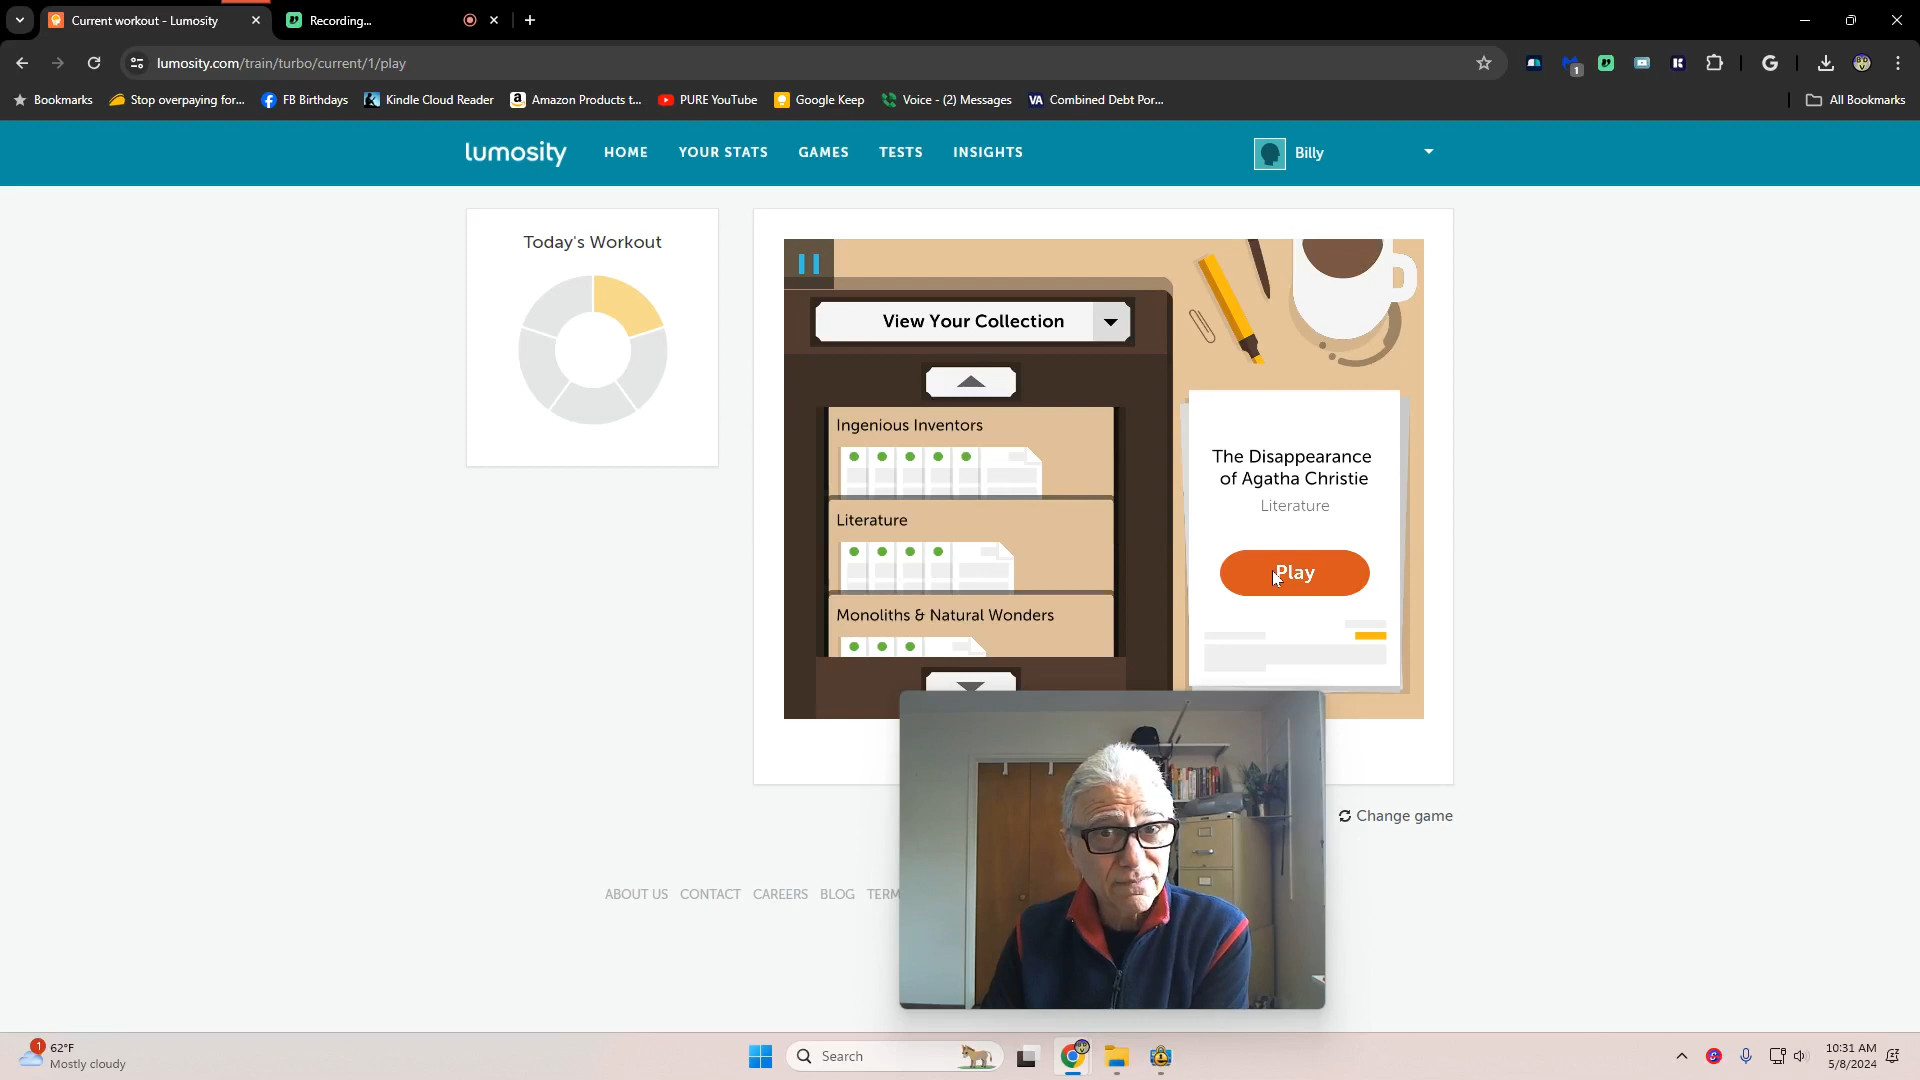 Current workout - Lumosity
Recording...
lumosity.com/train/turbo/current/1/play
1
Bookmarks
Stop overpaying for...
FB Birthdays
Kindle Cloud Reader
Amazon Products t...
PURE YouTube
Google Keep
Voice - (2) Messages
VA Combined Debt Por...
All Bookmarks
lumosity
HOME
YOUR STATS
GAMES
TESTS
INSIGHTS
Billy
Today's Workout
View Your Collection
Ingenious Inventors
Literature
Monoliths & Natural Wonders
The Disappearance
of Agatha Christie
Literature
Play
Change game
ABOUT US
CONTACT
CAREERS
BLOG
TERM
1
62°F
Mostly cloudy
Search
10:31 AM
5/8/2024